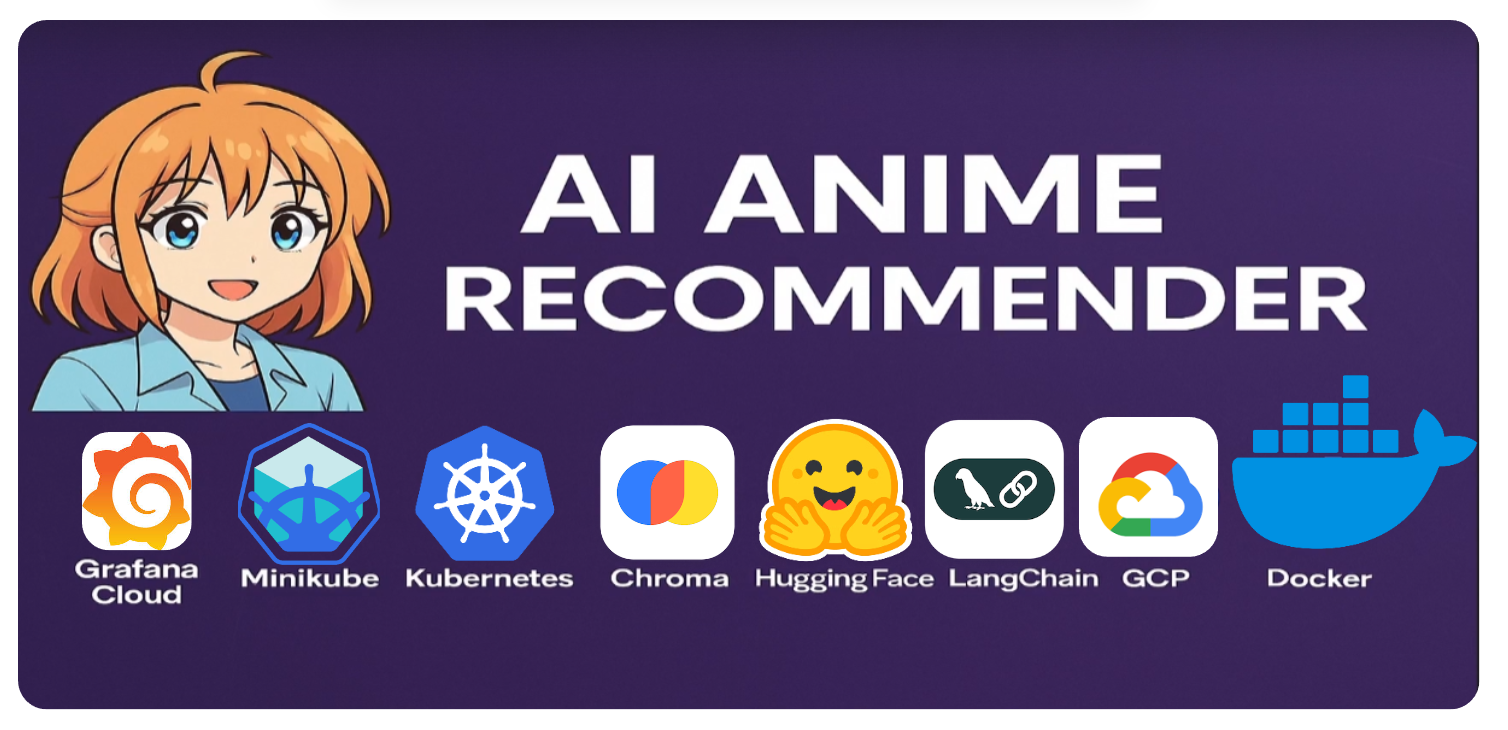 AI ANIME
RECOMMENDER
Grafana
Cloud
Minikube
Kubernetes
Chroma
Hugging Face
LangChain
GCP
Docker